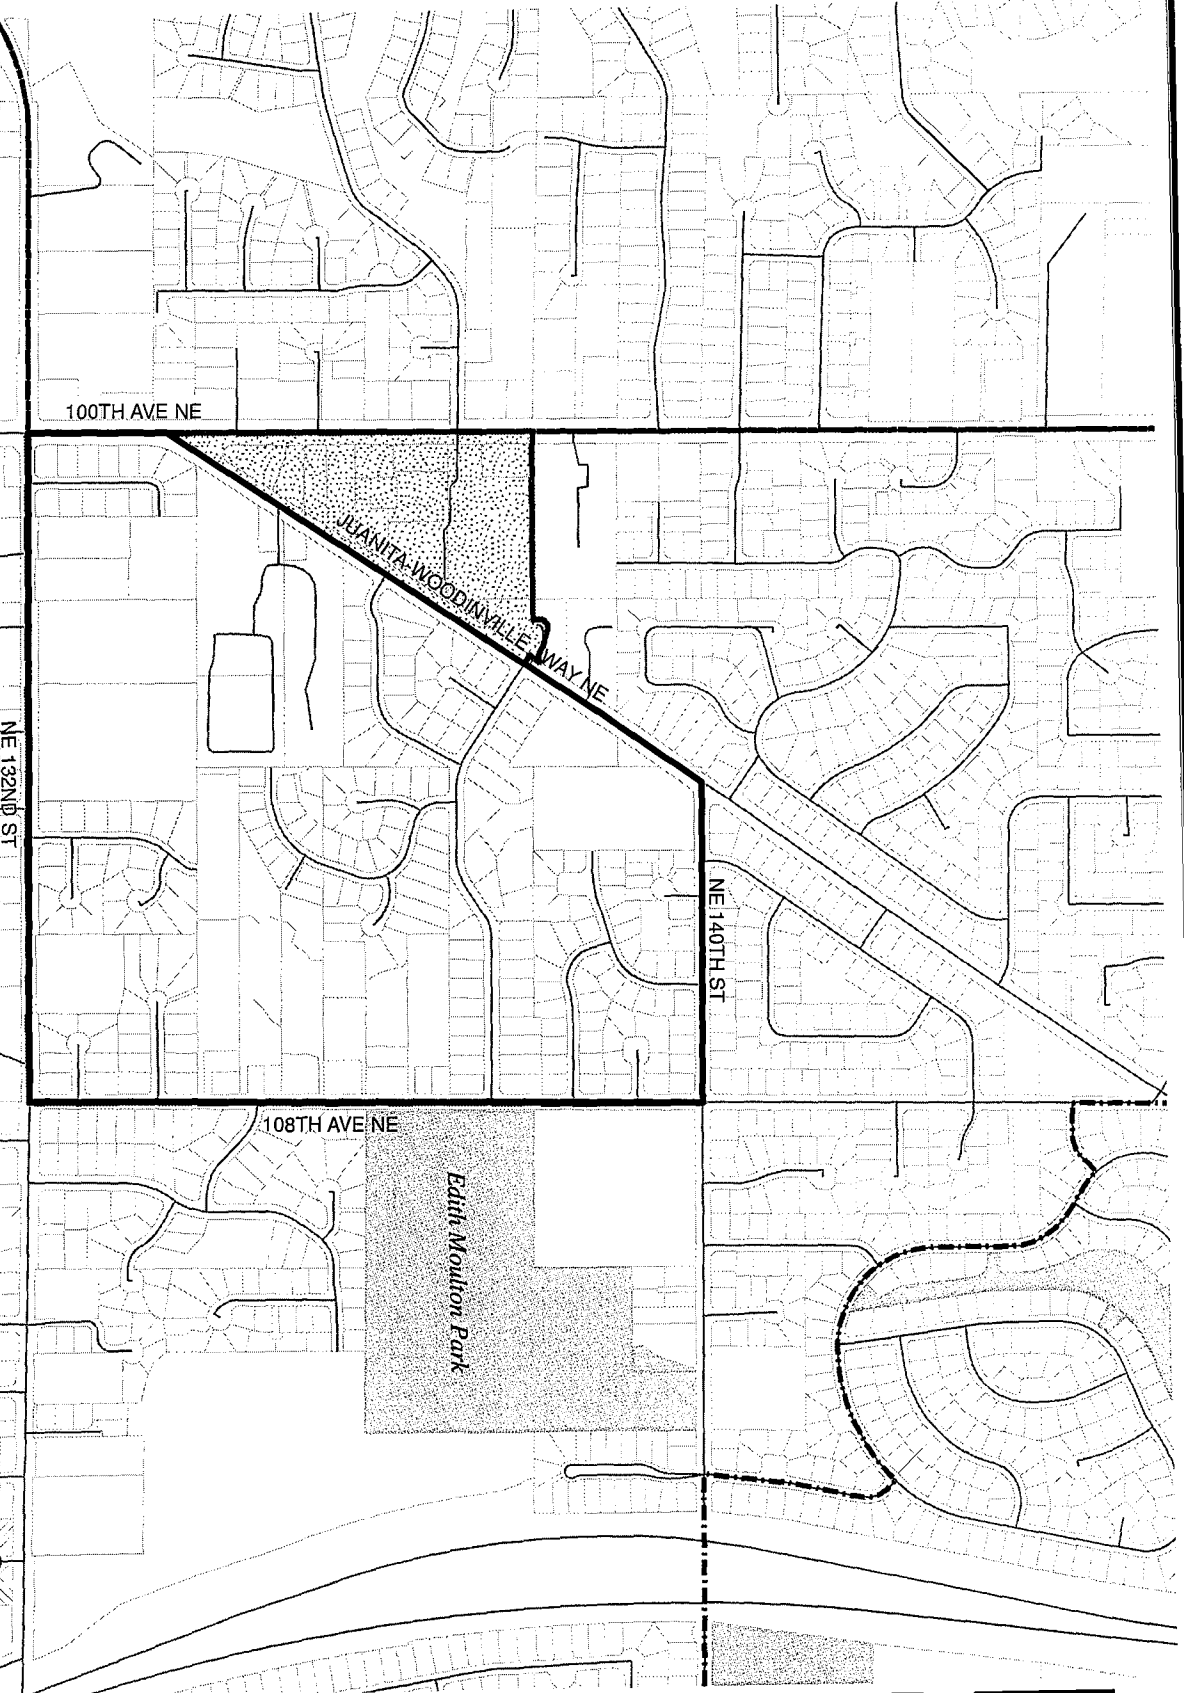 100TH AVE NE
JUANITA-WOODINVILLE WAY NE
NE 132ND ST
NE 140TH ST
108TH AVE NE
Edith Moulton Park